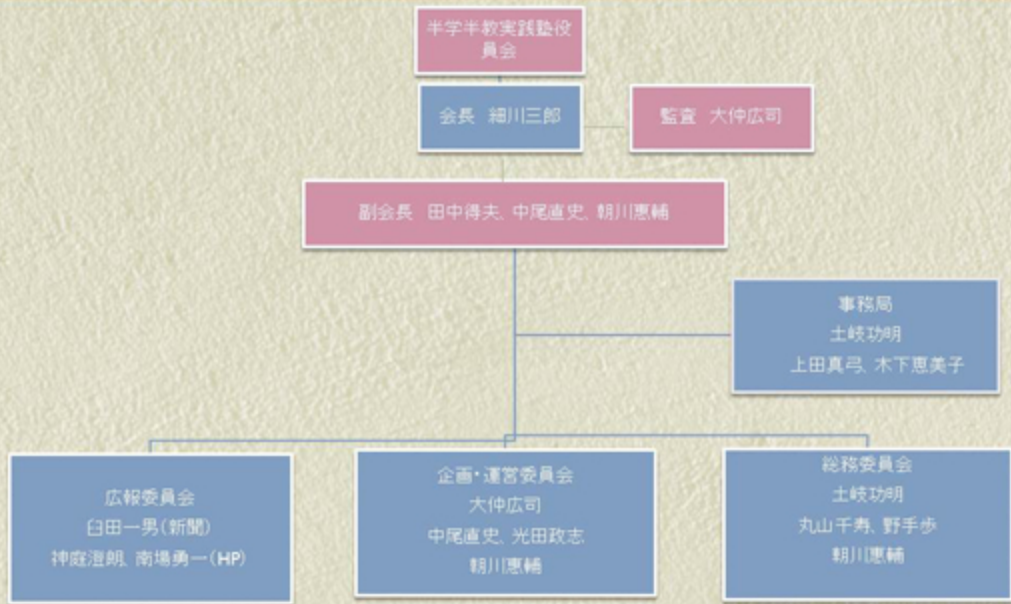 半学半教実践塾役
員会
会長 細川三郎
監査 大仲広司
副会長 田中得夫、中尾直史、朝川惠輔
事務局
土岐功明
上田真弓、木下恵美子
広報委員会
臼田一男(新聞)
神庭澄朗、南場勇一(HP)
企画・運営委員会
大仲広司
中尾直史、光田政志
朝川惠輔
総務委員会
土岐功明
丸山千寿、野手歩
朝川惠輔